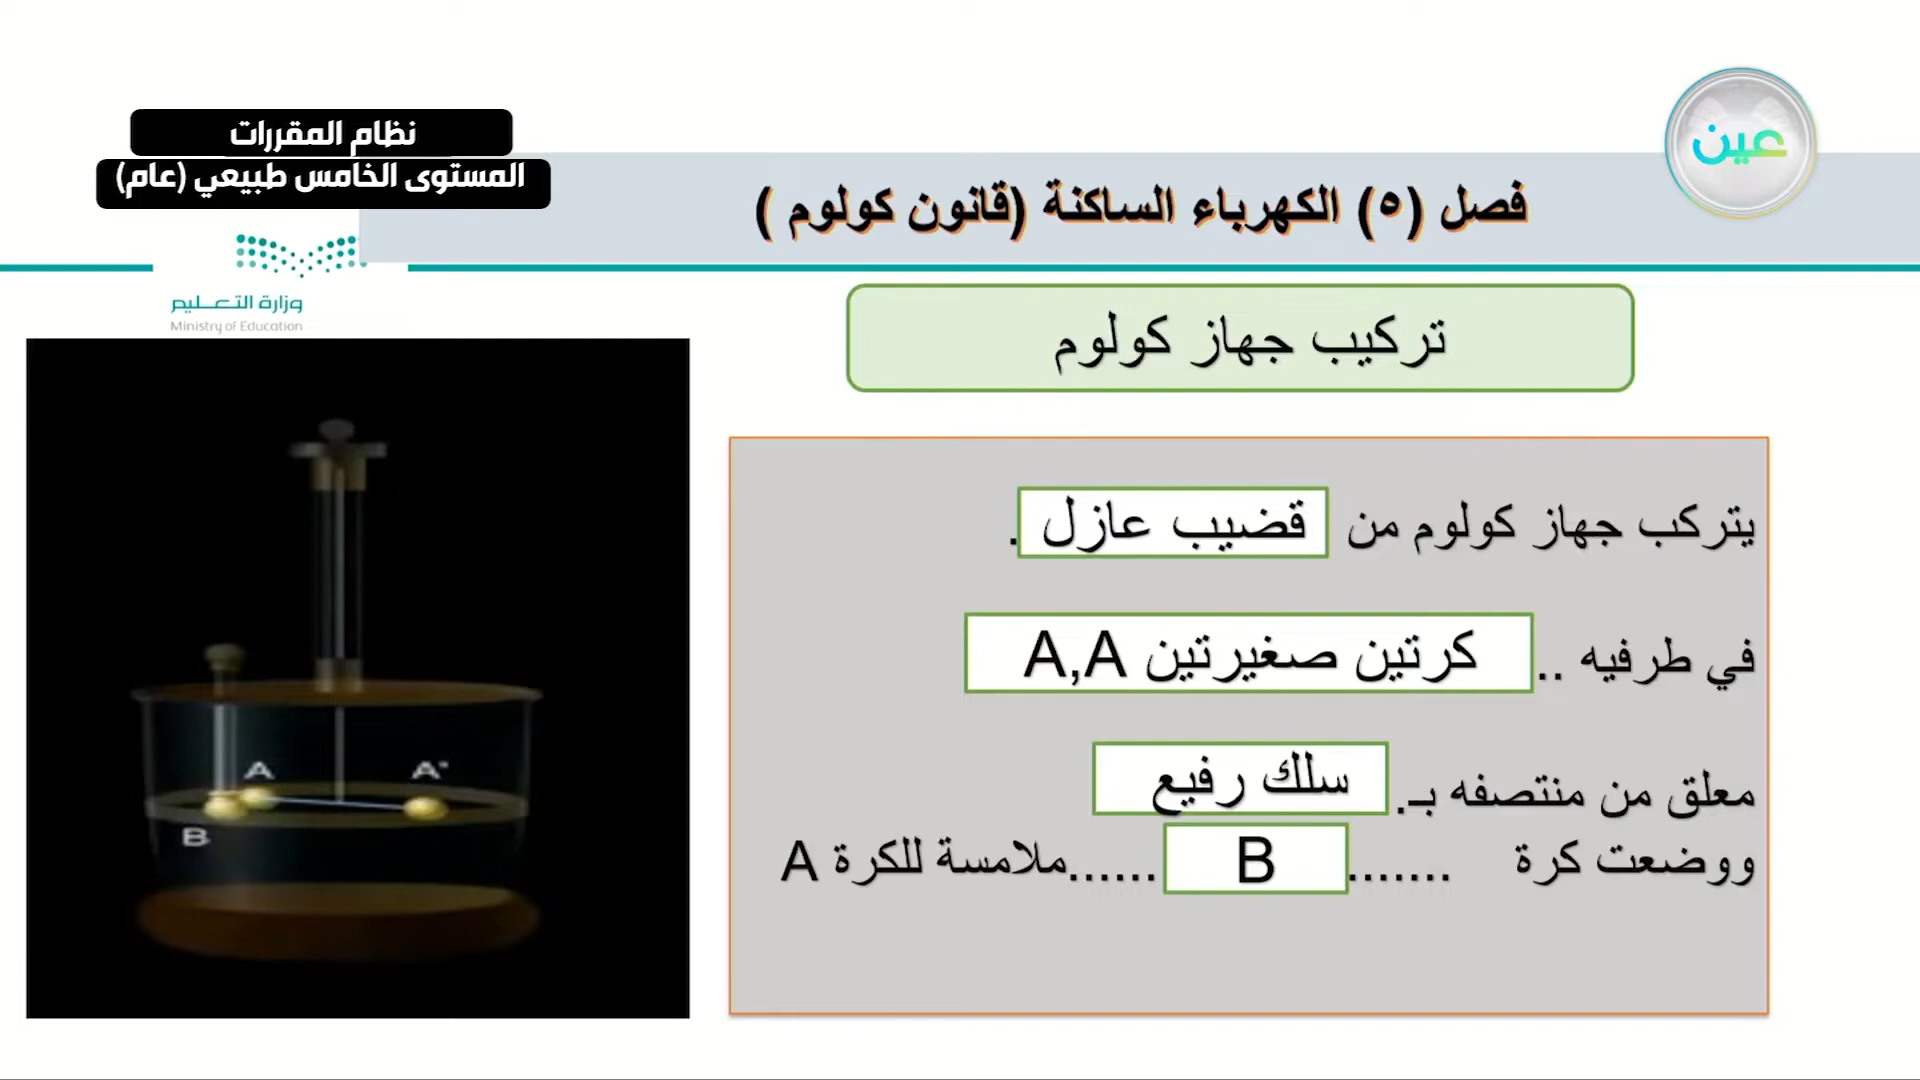 عين
نظام المقررات
المستوى الخامس طبيعي (عام)
فصل (٥) الكهرباء الساكنة (قانون كولوم )
وزارة التعليم
Ministry of Education
تركيب جهاز كولوم
يتركب جهاز كولوم من قضيب عازل .
في طرفيه .. كرتين صغيرتين A,A
معلق من منتصفه بـ. سلك رفيع
ووضعت كرة ....... B ......ملامسة للكرة A
A A'
B